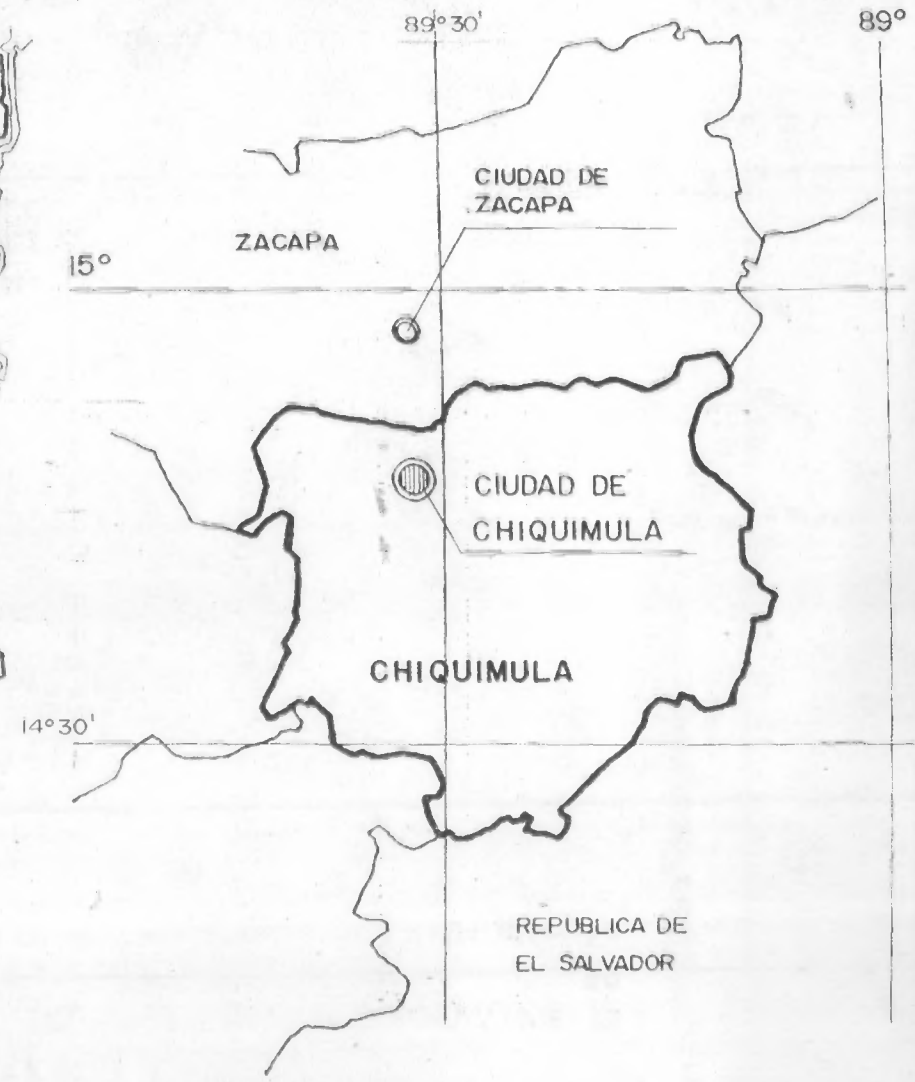 89°30'
89°
CIUDAD DE
ZACAPA
ZACAPA
15°
CIUDAD DE
CHIQUIMULA
CHIQUIMULA
14°30'
REPUBLICA DE
EL SALVADOR